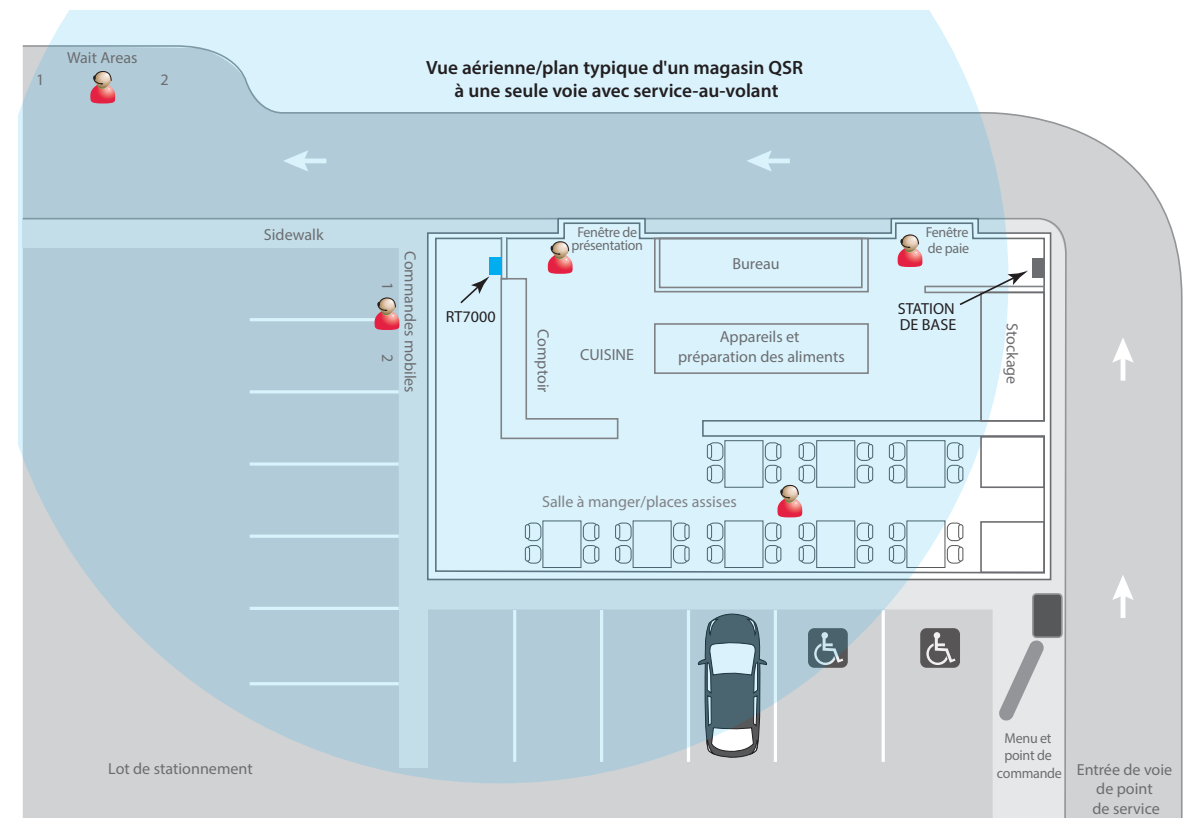 Vue aérienne/plan typique d'un magasin QSR
à une seule voie avec service-au-volant
Wait Areas
1
2
Sidewalk
Commandes mobiles
1
2
RT7000
Fenêtre de
présentation
Bureau
Fenêtre
de paie
STATION
DE BASE
Comptoir
CUISINE
Appareils et
préparation des aliments
Stockage
Salle à manger/places assises
Lot de stationnement
Menu et
point de
commande
Entrée de voie
de point
de service